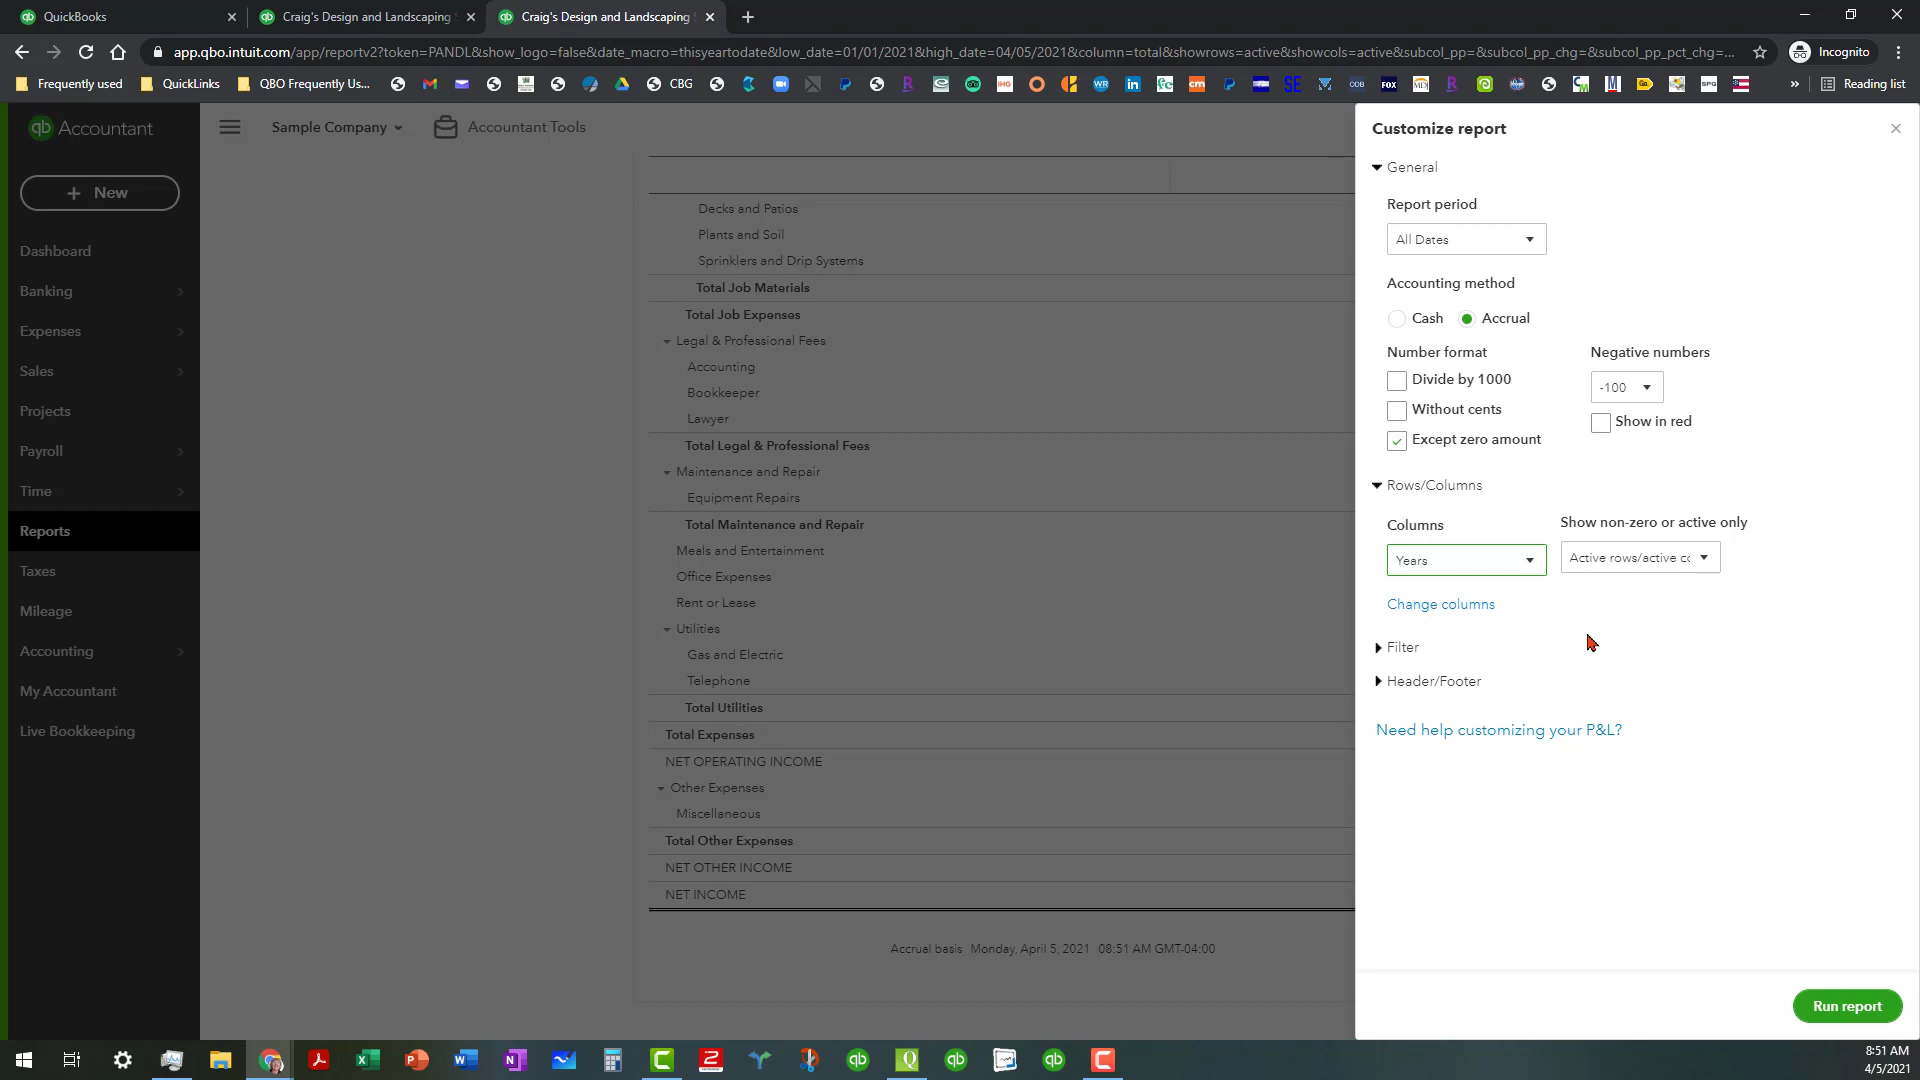 QuickBooks
Craig's Design and Landscaping S
Craig's Design and Landscaping
app.qbo.intuit.com/app/reportv2?token=PANDL&show_logo=false&date_macro=thisyeartodate&low_date=01/01/2021&high_date=04/05/2021&column=total&showrows=active&showcols=active&subcol_pp=&subcol_pp_chg=&subcol_pp_pct_chg=...
Incognito
Frequently used
QuickLinks
QBO Frequently Us...
CBG
Reading list
qb Accountant
Sample Company
Accountant Tools
+ New
Dashboard
Banking
Expenses
Sales
Projects
Payroll
Time
Reports
Taxes
Mileage
Accounting
My Accountant
Live Bookkeeping
Decks and Patios
Plants and Soil
Sprinklers and Drip Systems
Total Job Materials
Total Job Expenses
Legal & Professional Fees
Accounting
Bookkeeper
Lawyer
Total Legal & Professional Fees
Maintenance and Repair
Equipment Repairs
Total Maintenance and Repair
Meals and Entertainment
Office Expenses
Rent or Lease
Utilities
Gas and Electric
Telephone
Total Utilities
Total Expenses
NET OPERATING INCOME
Other Expenses
Miscellaneous
Total Other Expenses
NET OTHER INCOME
NET INCOME
Accrual basis Monday, April 5, 2021 08:51 AM GMT-04:00
Customize report
General
Report period
All Dates
Accounting method
Cash
Accrual
Number format
Negative numbers
Divide by 1000
-100
Without cents
Show in red
Except zero amount
Rows/Columns
Columns
Show non-zero or active only
Years
Active rows/active co
Change columns
Filter
Header/Footer
Need help customizing your P&L?
Run report
8:51 AM
4/5/2021